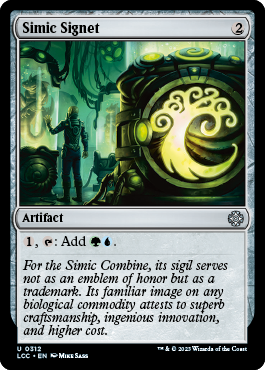 Simic Signet 2
Artifact
1, T: Add GU.
For the Simic Combine, its sigil serves
not as an emblem of honor but as a
trademark. Its familiar image on any
biological commodity attests to superb
craftsmanship, ingenious innovation,
and higher cost.
U 0312
LCC • EN Mike Sass
™ & © 2023 Wizards of the Coast